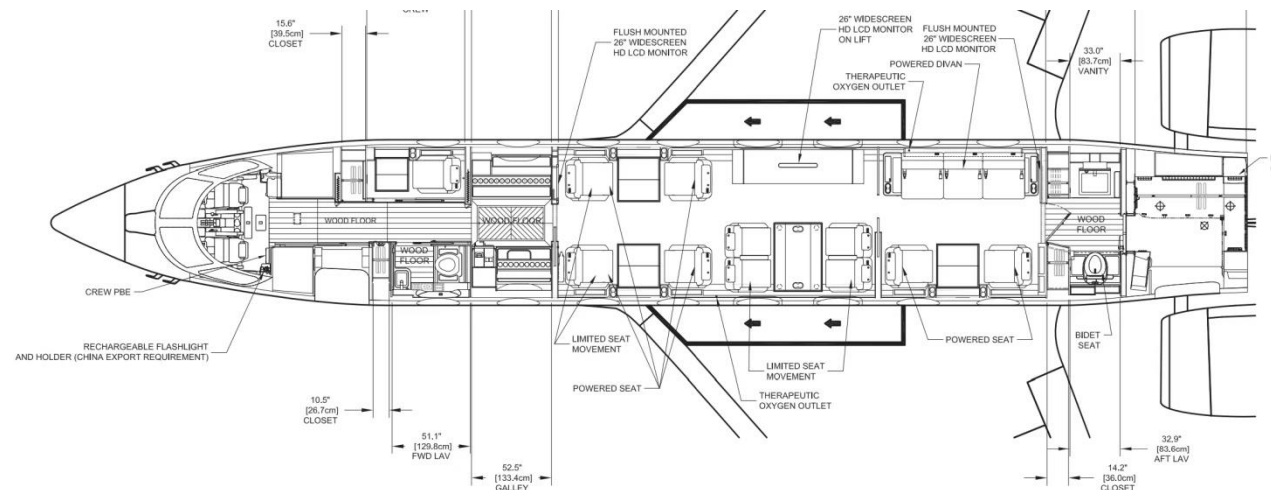 CREW
15.6"
[39.5cm]
CLOSET
FLUSH MOUNTED
26" WIDESCREEN
HD LCD MONITOR
26" WIDESCREEN
HD LCD MONITOR
ON LIFT
FLUSH MOUNTED
26" WIDESCREEN
HD LCD MONITOR
POWERED DIVAN
THERAPEUTIC
OXYGEN OUTLET
33.0"
[83.7cm]
VANITY
WOOD FLOOR
WOOD FLOOR
WOOD
FLOOR
WOOD
FLOOR
CREW PBE
RECHARGEABLE FLASHLIGHT
AND HOLDER (CHINA EXPORT REQUIREMENT)
LIMITED SEAT
MOVEMENT
POWERED SEAT
LIMITED SEAT
MOVEMENT
THERAPEUTIC
OXYGEN OUTLET
POWERED SEAT
BIDET
SEAT
10.5"
[26.7cm]
CLOSET
51.1"
[129.8cm]
FWD LAV
52.5"
[133.4cm]
GALLEY
32.9"
[83.6cm]
AFT LAV
14.2"
[36.0cm]
CLOSET